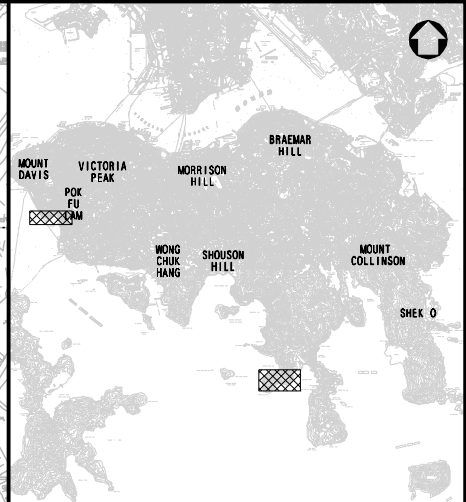 BRAEMAR
HILL
MOUNT
DAVIS
VICTORIA
PEAK
MORRISON
HILL
POK
FU
LAM
WONG
CHUK
HANG
SHOUSON
HILL
MOUNT
COLLINSON
SHEK O